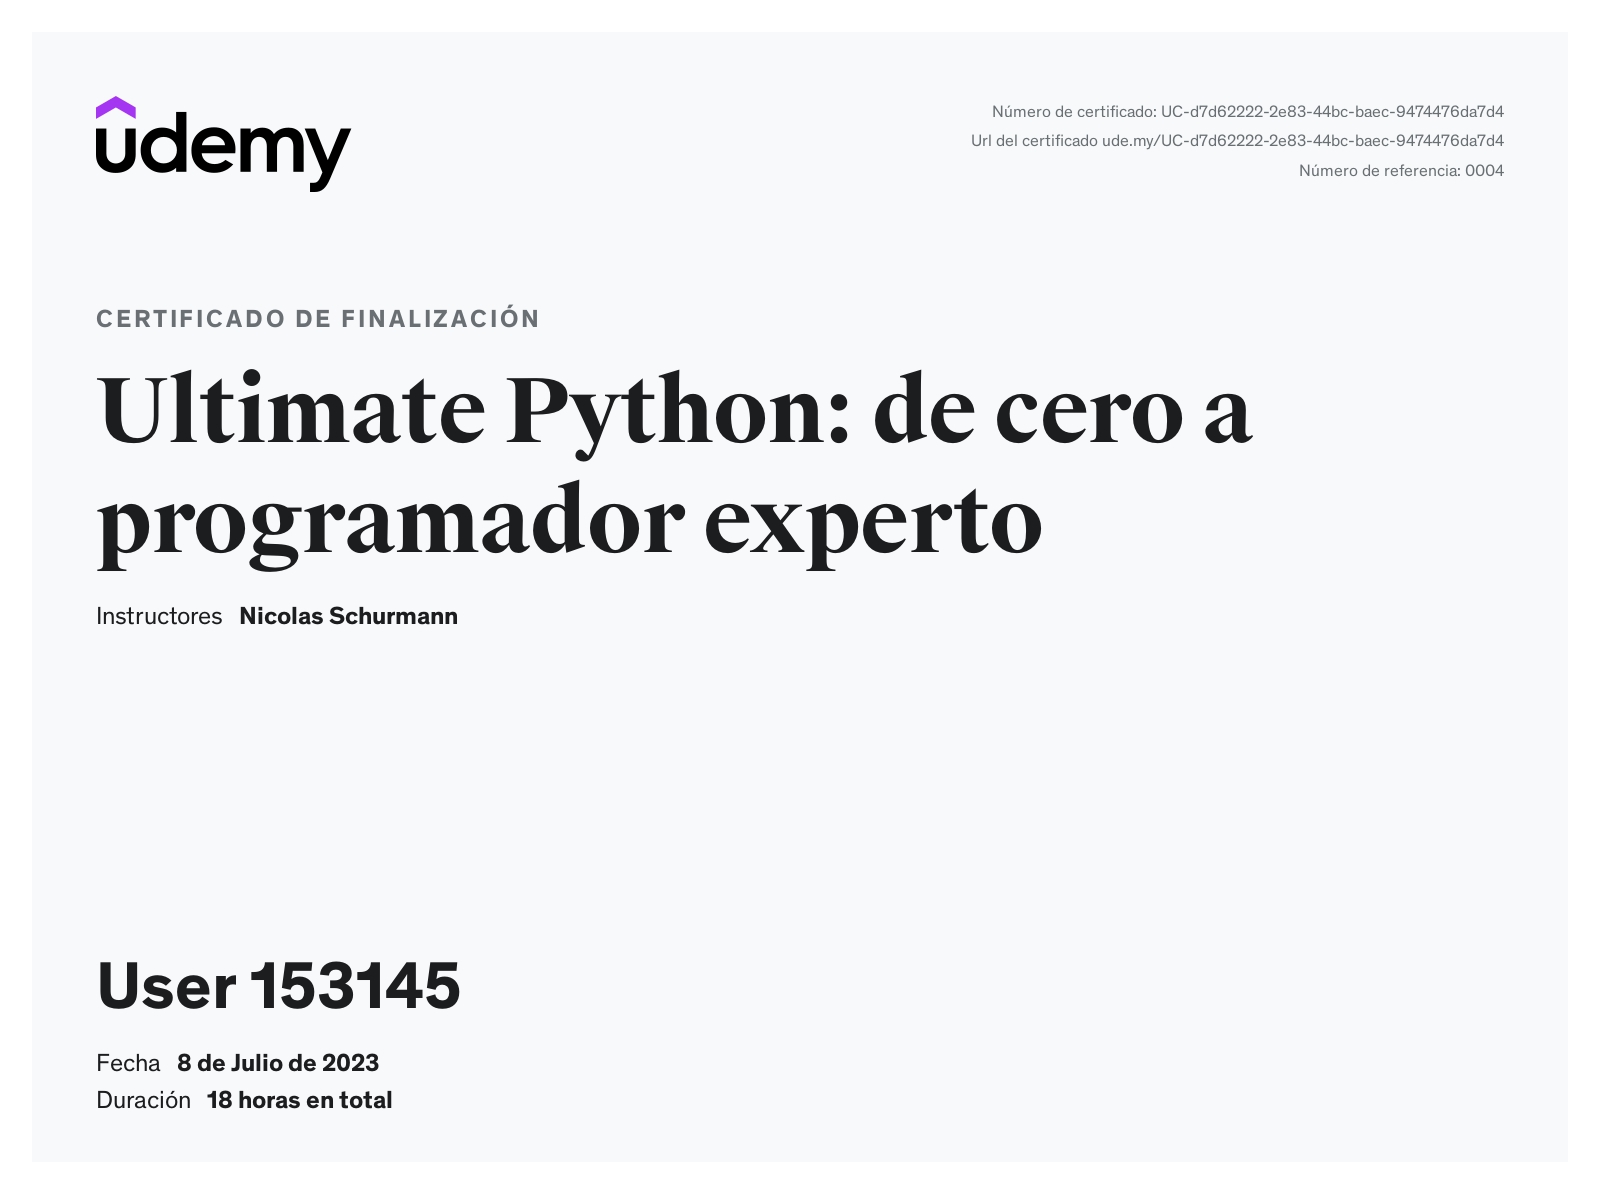 udemy
Número de certificado: UC-d7d62222-2e83-44bc-baec-9474476da7d4
Url del certificado ude.my/UC-d7d62222-2e83-44bc-baec-9474476da7d4
Número de referencia: 0004
CERTIFICADO DE FINALIZACIÓN
Ultimate Python: de cero a
programador experto
Instructores Nicolas Schurmann
User 153145
Fecha 8 de Julio de 2023
Duración 18 horas en total